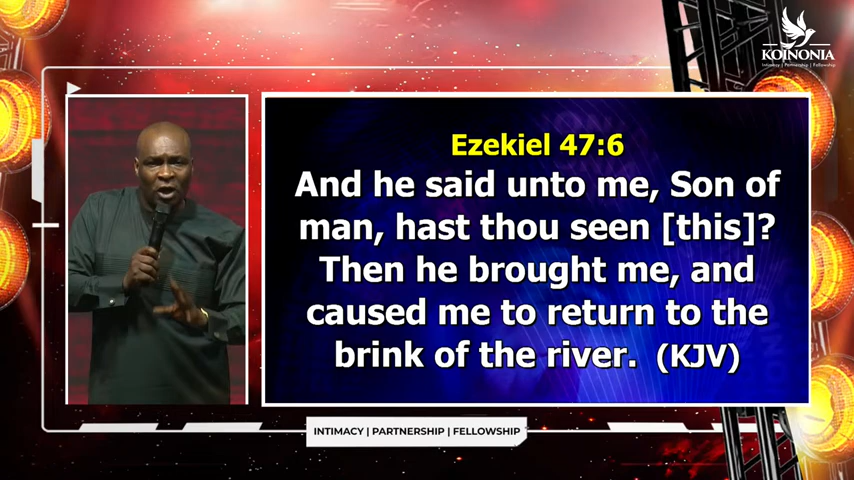 KOINONIA
Intimacy | Partnership | Fellowship
Ezekiel 47:6
And he said unto me, Son of
man, hast thou seen [this]?
Then he brought me, and
caused me to return to the
brink of the river. (KJV)
INTIMACY | PARTNERSHIP | FELLOWSHIP